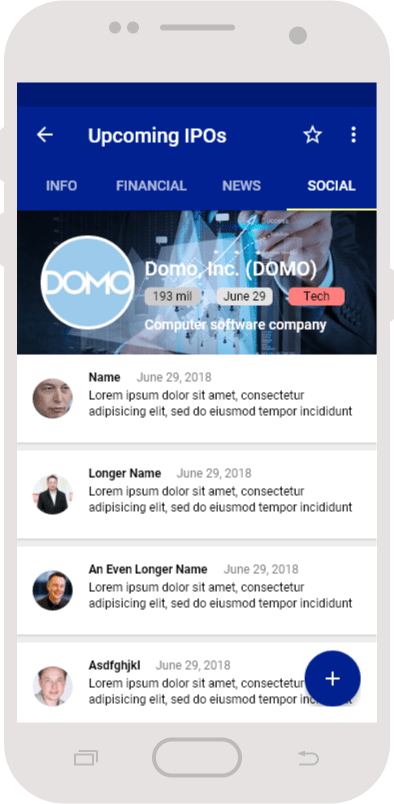 Upcoming IPOs
INFO FINANCIAL NEWS SOCIAL
success
DOMO
Domo, Inc. (DOMO)
193 mil June 29 Tech
Computer software company
Name June 29, 2018
Lorem ipsum dolor sit amet, consectetur
adipisicing elit, sed do eiusmod tempor incididunt
Longer Name June 29, 2018
Lorem ipsum dolor sit amet, consectetur
adipisicing elit, sed do eiusmod tempor incididunt
An Even Longer Name June 29, 2018
Lorem ipsum dolor sit amet, consectetur
adipisicing elit, sed do eiusmod tempor incididunt
Asdfghjkl June 29, 2018
Lorem ipsum dolor sit amet, consectetur
adipisicing elit, sed do eiusmod tempor